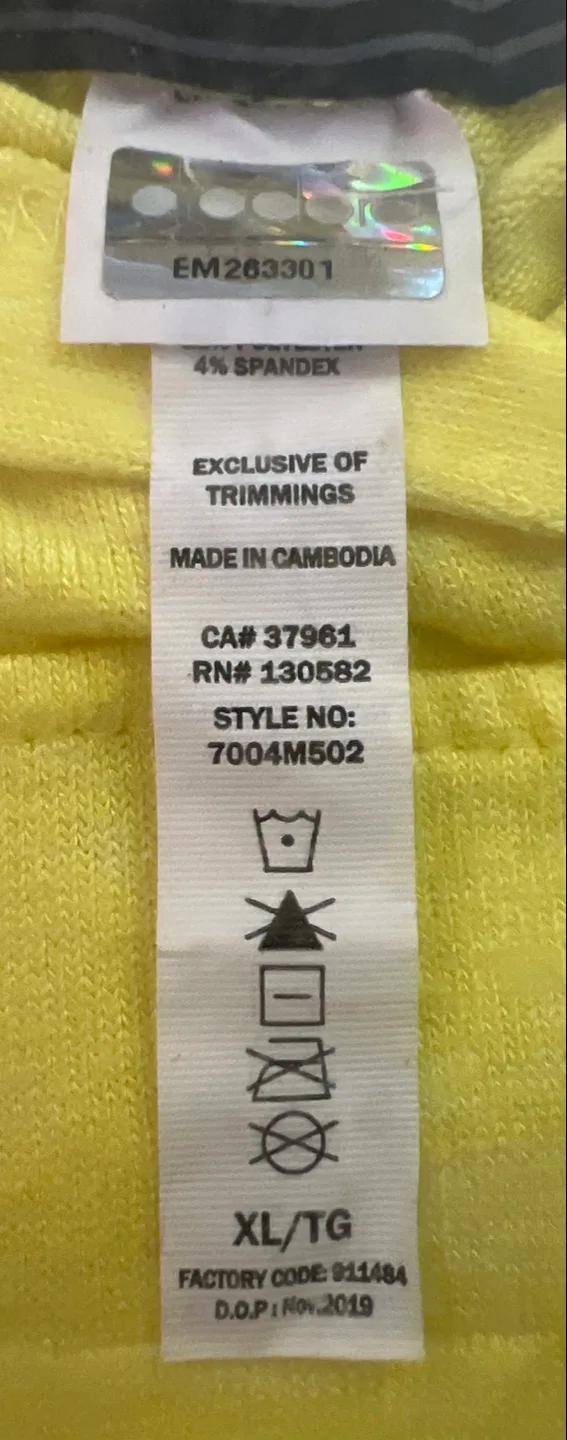 EM263301
4% SPANDEX
EXCLUSIVE OF
TRIMMINGS
MADE IN CAMBODIA
CA# 37961
RN# 130582
STYLE NO:
7004M502
XL/TG
FACTORY CODE: 911484
D.O.P : Nov.2019